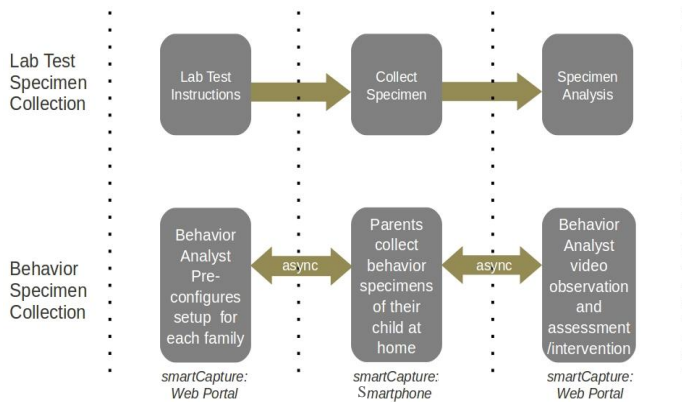 Lab Test
Specimen
Collection
Lab Test
Instructions
Collect
Specimen
Specimen
Analysis
Behavior
Specimen
Collection
Behavior
Analyst
Pre-
configures
setup for
each family
async
Parents
collect
behavior
specimens
of their
child at
home
async
Behavior
Analyst
video
observation
and
assessment
/intervention
smartCapture:
Web Portal
smartCapture:
Smartphone
smartCapture:
Web Portal